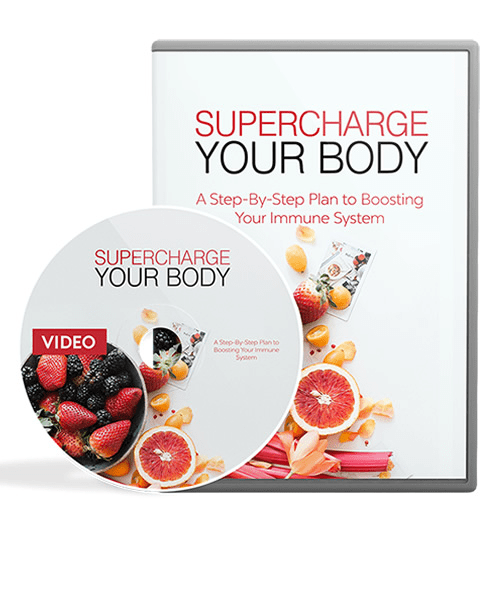 SUPERCHARGE
YOUR BODY
A Step-By-Step Plan to Boosting
Your Immune System
SUPERCHARGE
YOUR BODY
VIDEO
A Step-By-Step Plan to
Boosting Your Immune
System